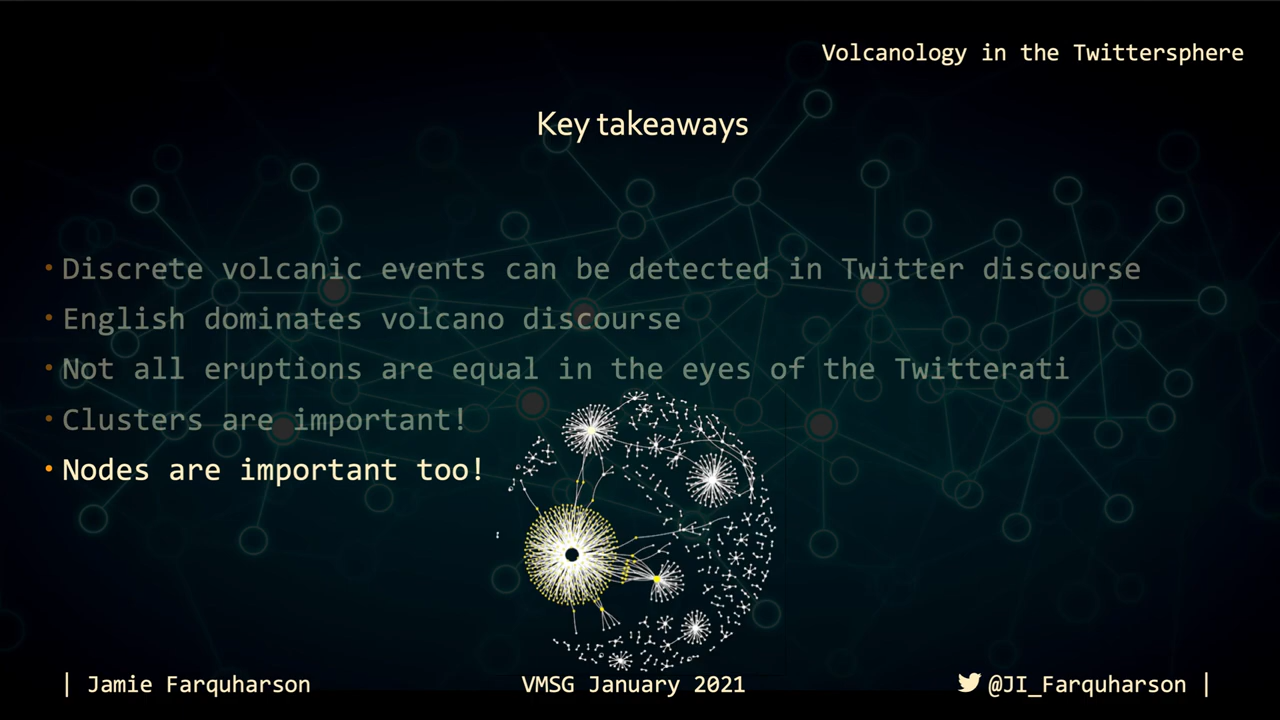 Volcanology in the Twittersphere
Key takeaways
• Discrete volcanic events can be detected in Twitter discourse
• English dominates volcano discourse
• Not all eruptions are equal in the eyes of the Twitterati
• Clusters are important!
• Nodes are important too!
| Jamie Farquharson
VMSG January 2021
@JI_Farquharson |